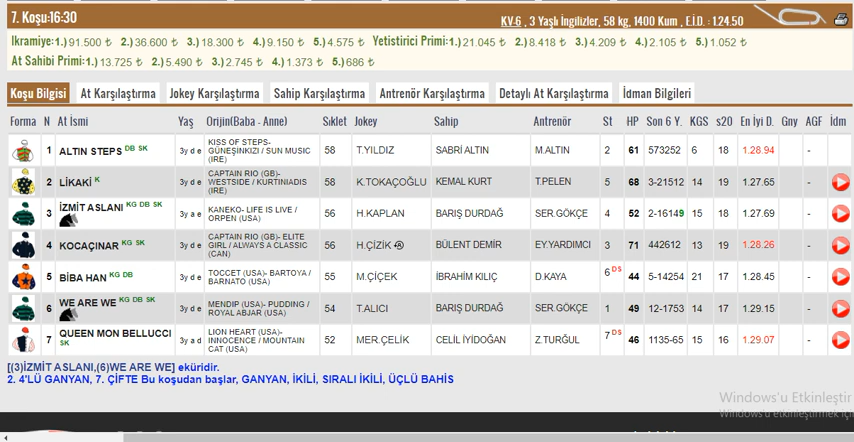 7. Koşu:16:30
KV-6 , 3 Yaşlı İngilizler, 58 kg, 1400 Kum , E.İ.D. : 1.24.50
İkramiye:1.) 91.500 ₺ 2.) 36.600 ₺ 3.) 18.300 ₺ 4.) 9.150 ₺ 5.) 4.575 ₺ Yetistirici Primi:1.) 21.045 ₺ 2.) 8.418 ₺ 3.) 4.209 ₺ 4.) 2.105 ₺ 5.) 1.052 ₺
At Sahibi Primi:1.) 13.725 ₺ 2.) 5.490 ₺ 3.) 2.745 ₺ 4.) 1.373 ₺ 5.) 686 ₺
Koşu Bilgisi At Karşılaştırma Jokey Karşılaştırma Sahip Karşılaştırma Antrenör Karşılaştırma Detaylı At Karşılaştırma İdman Bilgileri
Forma N At İsmi Yaş Orijin(Baba - Anne) Sıklet Jokey Sahip Antrenör St HP Son 6 Y. KGS s20 En İyi D. Gny AGF İdm
1 ALTIN STEPS DB SK 3y d e KISS OF STEPS- GÜNEŞİNKIZI / SUN MUSIC (IRE) 58 T.YILDIZ SABRİ ALTIN M.ALTIN 2 61 573252 6 18 1.28.94 -
2 LİKAKİ K 3y d e CAPTAIN RIO (GB)- WESTSIDE / KURTINIADIS (IRE) 58 K.TOKAÇOĞLU KEMAL KURT T.PELEN 5 68 3-21512 14 19 1.27.65 -
3 İZMİT ASLANI KG DB SK 3y a e KANEKO- LIFE IS LIVE / ORPEN (USA) 56 H.KAPLAN BARIŞ DURDAĞ SER.GÖKÇE 4 52 2-16149 15 18 1.27.69 -
4 KOCAÇINAR KG SK 3y d e CAPTAIN RIO (GB)- ELITE GIRL / ALWAYS A CLASSIC (CAN) 56 H.ÇİZİK BÜLENT DEMİR EY.YARDIMCI 3 71 442612 13 19 1.28.26 -
5 BİBA HAN KG DB 3y d e TOCCET (USA)- BARTOYA / BARNATO (USA) 55 M.ÇİÇEK İBRAHİM KILIÇ D.KAYA 6 DS 44 5-14254 21 17 1.28.45 -
6 WE ARE WE KG DB SK 3y d e MENDIP (USA)- PUDDING / ROYAL ABJAR (USA) 54 T.ALICI BARIŞ DURDAĞ SER.GÖKÇE 1 49 12-1753 14 17 1.29.15 -
7 QUEEN MON BELLUCCI SK 3y a d LION HEART (USA)- INNOCENCE / MOUNTAIN CAT (USA) 52 MER.ÇELİK CELİL İYİDOĞAN Z.TURĞUL 7 DS 46 1135-65 15 16 1.29.07 -
[(3)İZMİT ASLANI,(6)WE ARE WE] eküridir.
2. 4'LÜ GANYAN, 7. ÇİFTE Bu koşudan başlar, GANYAN, İKİLİ, SIRALI İKİLİ, ÜÇLÜ BAHİS
Windows'u Etkinleştir
Windows'u etkinleştirmek için